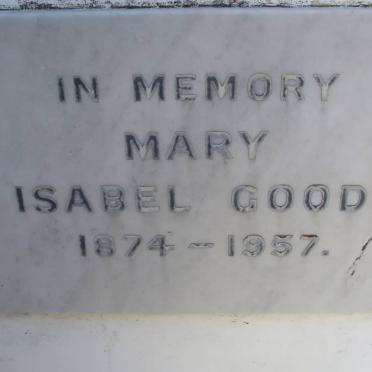 IN MEMORY
MARY
ISABEL GOOD
1874 – 1957.